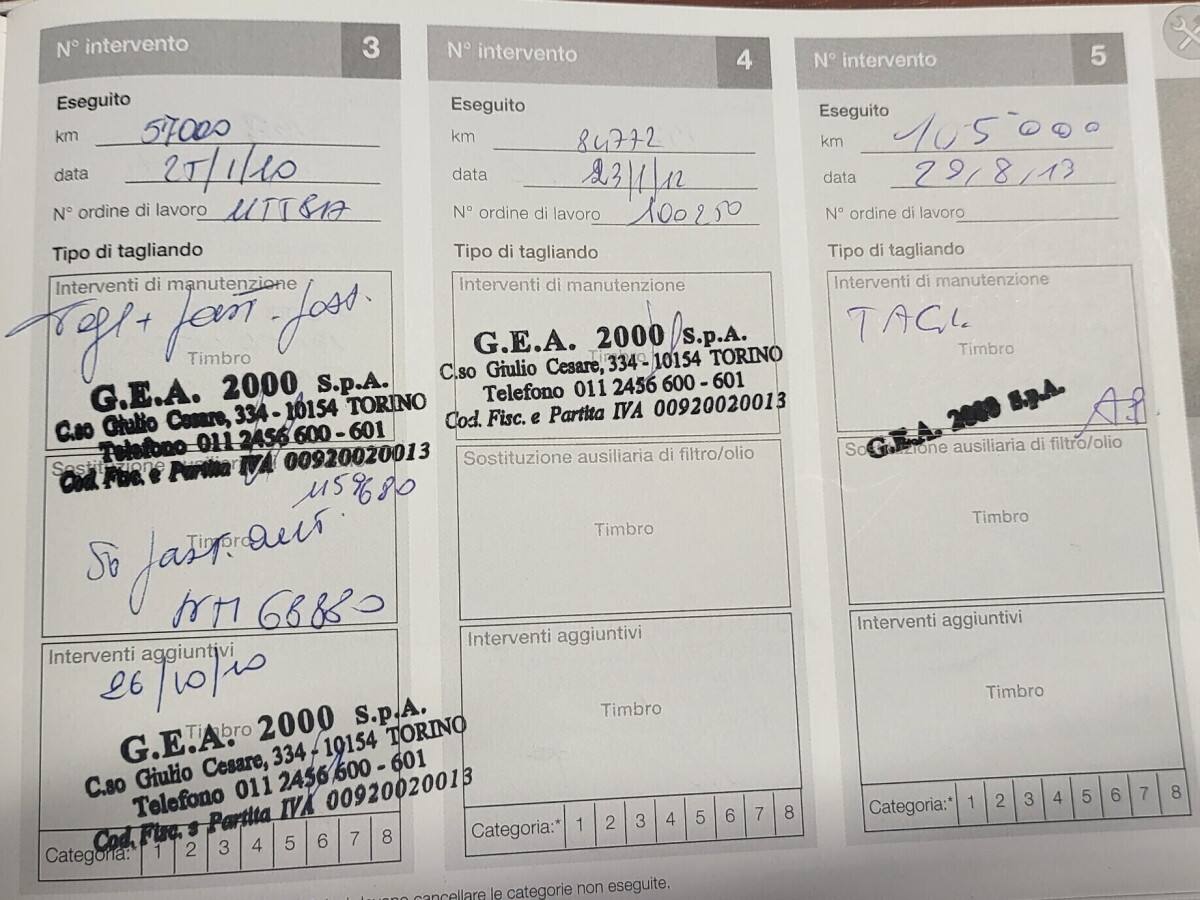 N° intervento 3
Eseguito
km 57000
data 25/1/10
N° ordine di lavoro
Tipo di tagliando
Interventi di manutenzione
Tagl +
Timbro
G.E.A. 2000 S.p.A.
C.so Giulio Cesare, 334 - 10154 TORINO
Telefono 011 2456 600 - 601
Cod. Fisc. e Partita IVA 00920020013
Sostituzione
Timbro
68880
Interventi aggiuntivi
26/10/10
Timbro
G.E.A. 2000 S.p.A.
C.so Giulio Cesare, 334 - 10154 TORINO
Telefono 011 2456 600 - 601
Cod. Fisc. e Partita IVA 00920020013
Categoria:* 1 2 3 4 5 6 7 8
N° intervento 4
Eseguito
km 84772
data 23/1/12
N° ordine di lavoro 100250
Tipo di tagliando
Interventi di manutenzione
Timbro
G.E.A. 2000 S.p.A.
C.so Giulio Cesare, 334 - 10154 TORINO
Telefono 011 2456 600 - 601
Cod. Fisc. e Partita IVA 00920020013
Sostituzione ausiliaria di filtro/olio
Timbro
Interventi aggiuntivi
Timbro
Categoria:* 1 2 3 4 5 6 7 8
N° intervento 5
Eseguito
km 105000
data 29/8/13
N° ordine di lavoro
Tipo di tagliando
Interventi di manutenzione
TAGL.
Timbro
G.E.A. 2000 S.p.A.
Sostituzione ausiliaria di filtro/olio
Timbro
Interventi aggiuntivi
Timbro
Categoria:* 1 2 3 4 5 6 7 8
cancellare le categorie non eseguite.